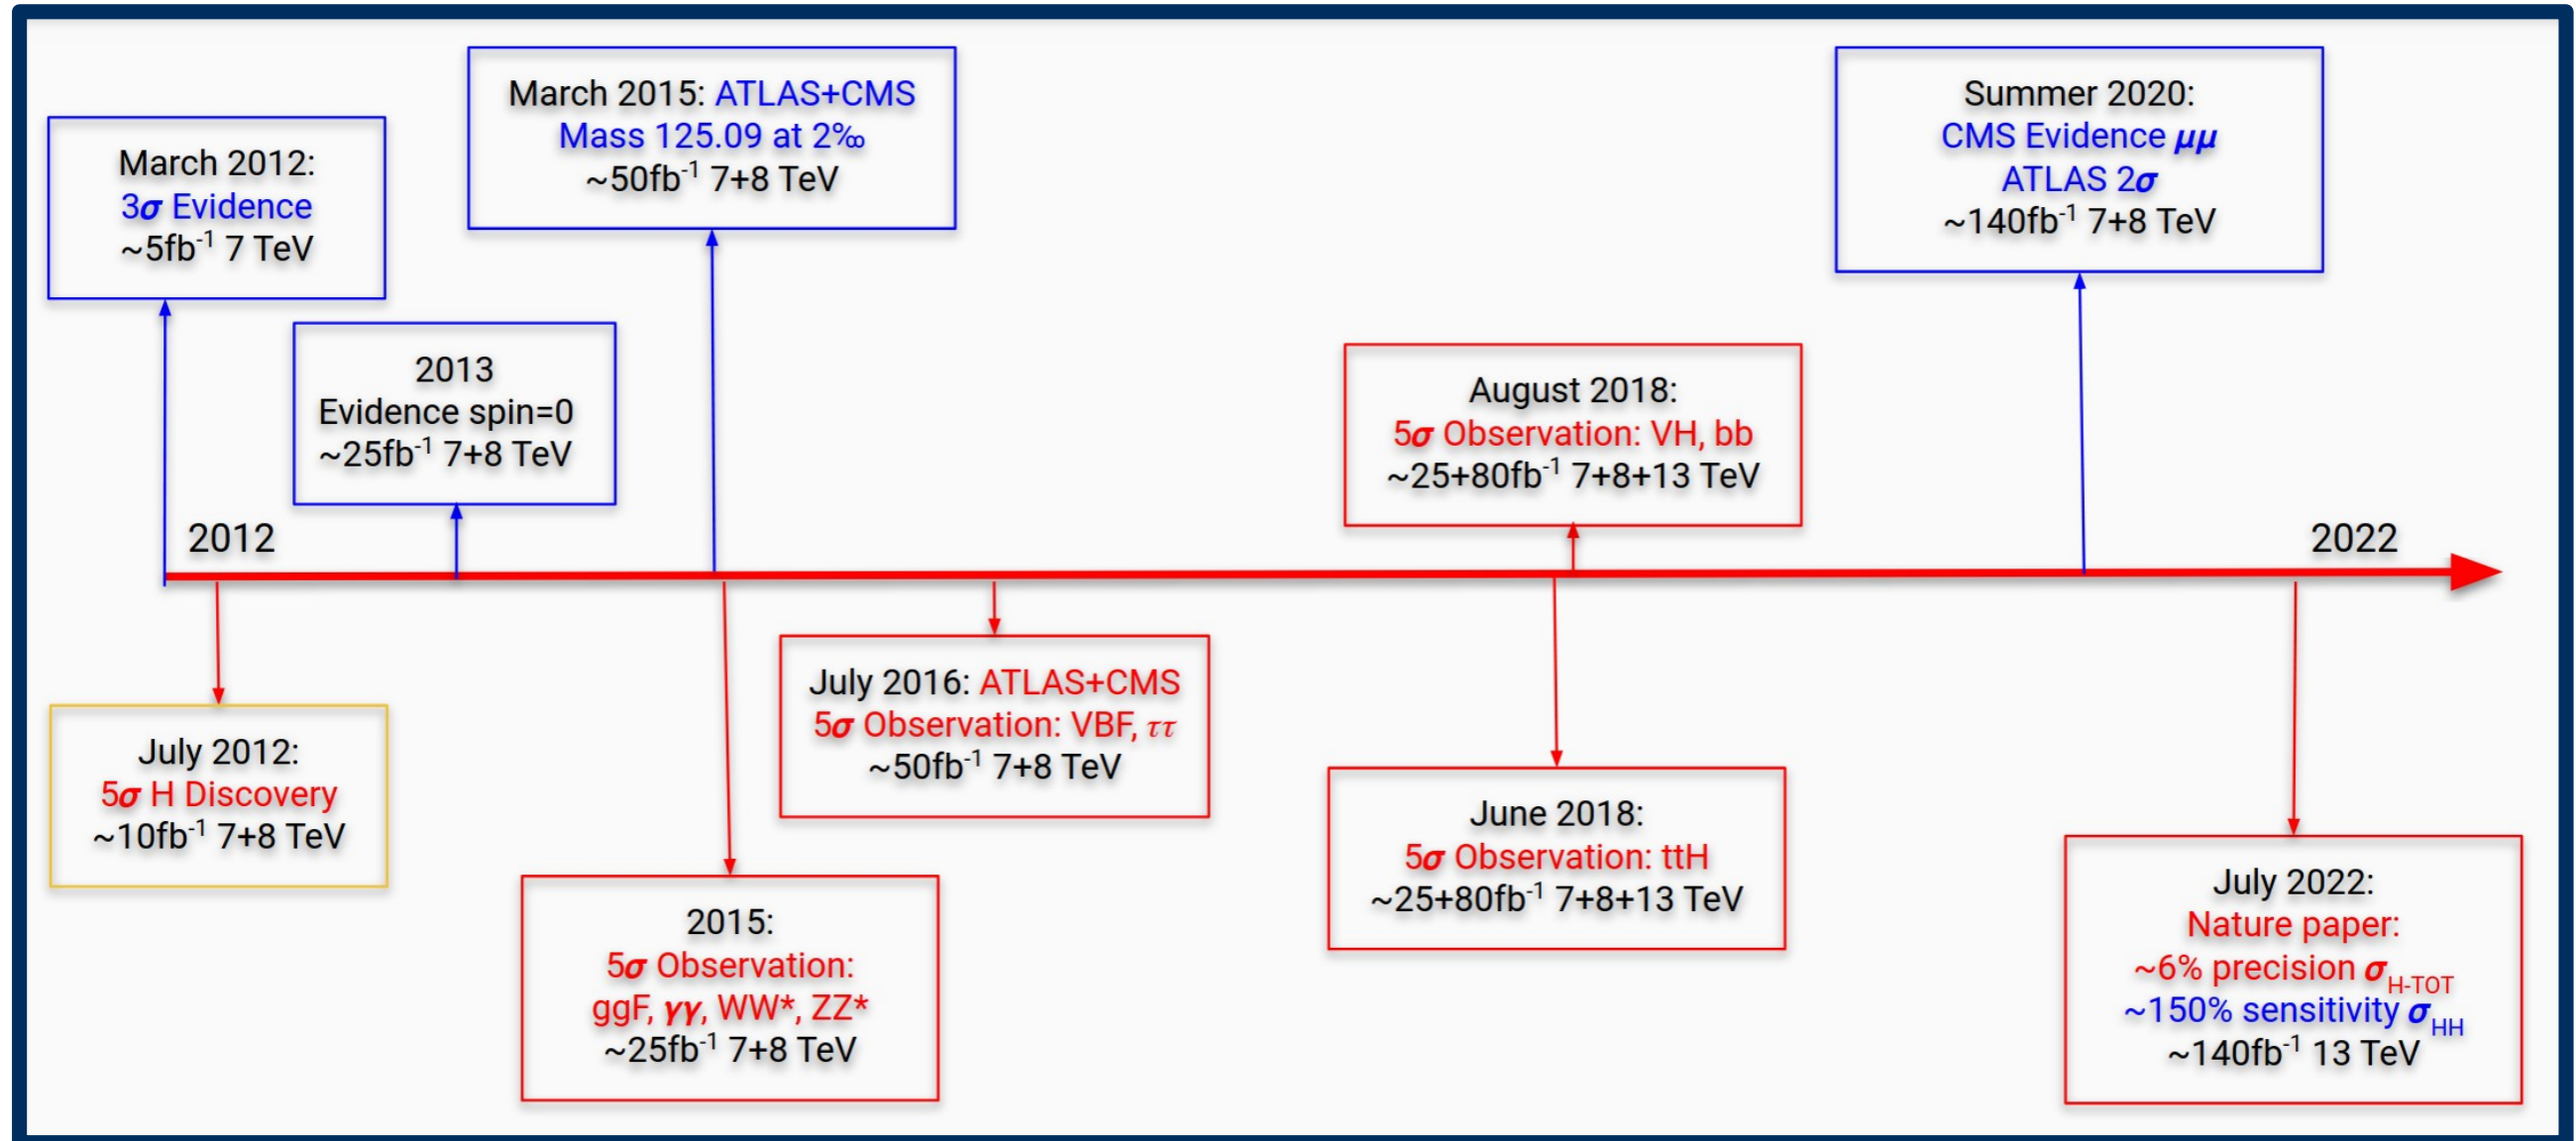 March 2012:
3σ Evidence
~5fb⁻¹ 7 TeV
2013
Evidence spin=0
~25fb⁻¹ 7+8 TeV
March 2015: ATLAS+CMS
Mass 125.09 at 2‰
~50fb⁻¹ 7+8 TeV
August 2018:
5σ Observation: VH, bb
~25+80fb⁻¹ 7+8+13 TeV
Summer 2020:
CMS Evidence μμ
ATLAS 2σ
~140fb⁻¹ 7+8 TeV
2012
2022
July 2012:
5σ H Discovery
~10fb⁻¹ 7+8 TeV
2015:
5σ Observation:
ggF, γγ, WW*, ZZ*
~25fb⁻¹ 7+8 TeV
July 2016: ATLAS+CMS
5σ Observation: VBF, ττ
~50fb⁻¹ 7+8 TeV
June 2018:
5σ Observation: ttH
~25+80fb⁻¹ 7+8+13 TeV
July 2022:
Nature paper:
~6% precision σ H-TOT
~150% sensitivity σ HH
~140fb⁻¹ 13 TeV